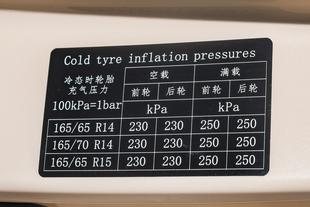 Cold tyre inflation pressures
冷态时轮胎 空载 满载
充气压力 前轮 后轮 前轮 后轮
100kPa=1bar kPa kPa
165/65 R14 230 230 250 250
165/70 R14 230 230 250 250
165/65 R15 230 230 250 250